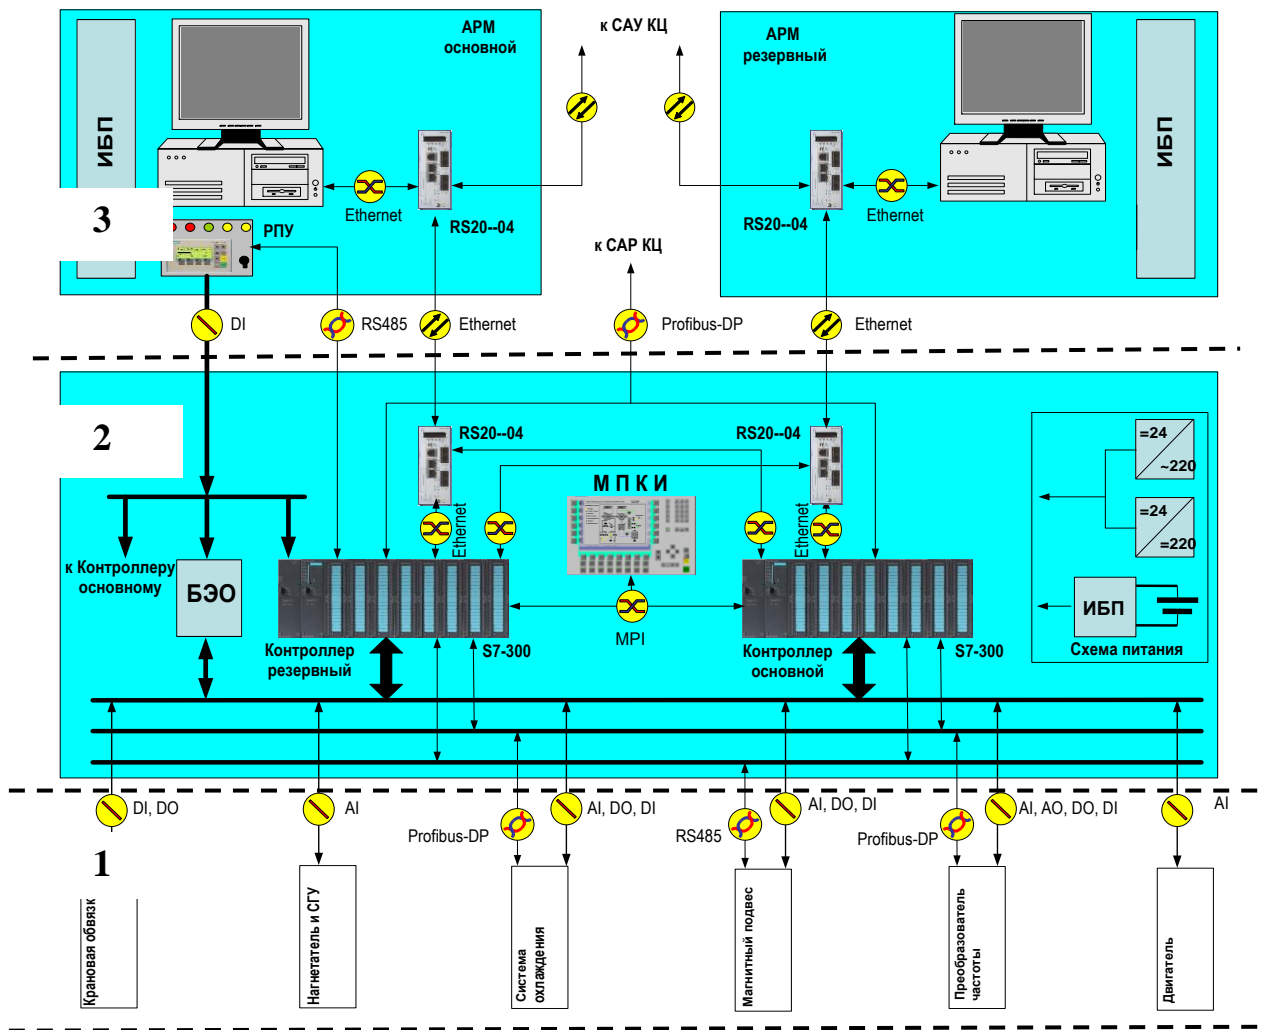 АРМ
основной
к САУ КЦ
АРМ
резервный
ИБП
ИБП
Ethernet
RS20--04
Ethernet
RS20--04
3
РПУ
к САР КЦ
DI
RS485
Ethernet
Profibus-DP
Ethernet
2
RS20--04
RS20--04
=24
~220
МПКИ
Ethernet
Ethernet
=24
=220
к Контроллеру
основному
БЭО
ИБП
MPI
Контроллер
резервный
S7-300
Контроллер
основной
S7-300
Схема питания
DI, DO
AI
Profibus-DP
AI, DO, DI
RS485
AI, DO, DI
Profibus-DP
AI, AO, DO, DI
AI
1
Крановая обвязк
Нагнетатель и СГУ
Система
охлаждения
Магнитный подвес
Преобразователь
частоты
Двигатель